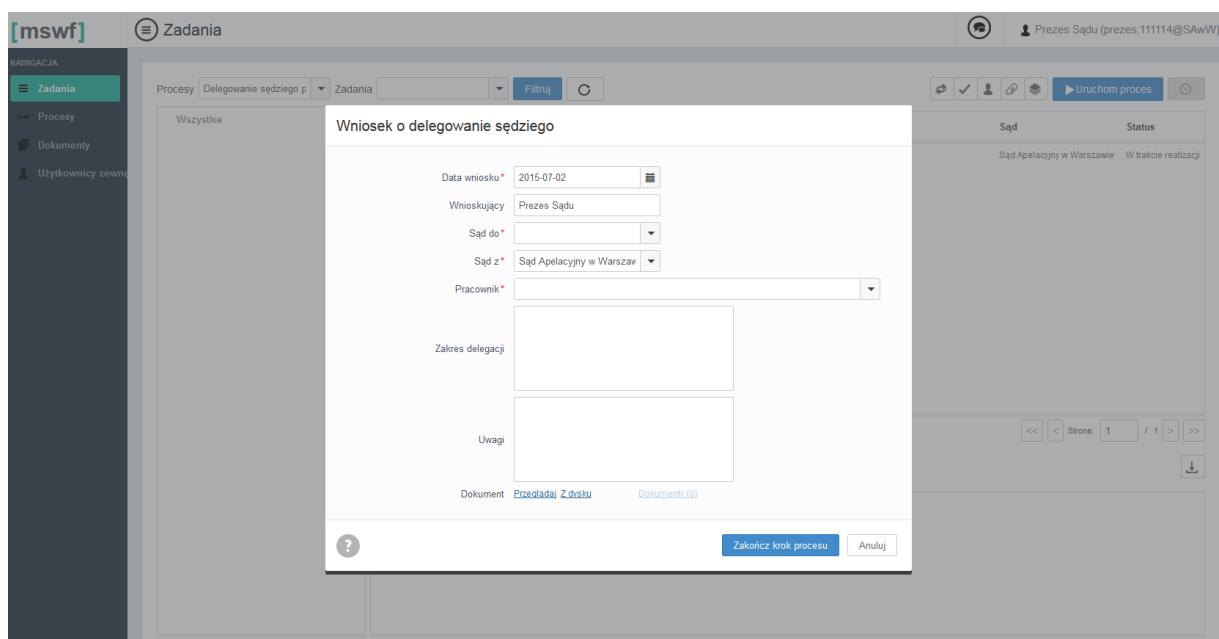 [mswf]
Zadania
Prezes Sądu (prezes:111114@SAwW)
NAWIGACJA
Zadania
Procesy
Dokumenty
Użytkownicy zewnę
Procesy Delegowanie sędziego p Zadania Filtruj Uruchom proces
Wszystkie
Sąd Status
Sąd Apelacyjny w Warszawie W trakcie realizacji
Wniosek o delegowanie sędziego
Data wniosku* 2015-07-02
Wnioskujący Prezes Sądu
Sąd do*
Sąd z* Sąd Apelacyjny w Warszaw
Pracownik*
Zakres delegacji
Uwagi
Dokument Przeglądaj Z dysku Dokumenty (0)
<< < Strona: 1 / 1 > >>
? Zakończ krok procesu Anuluj